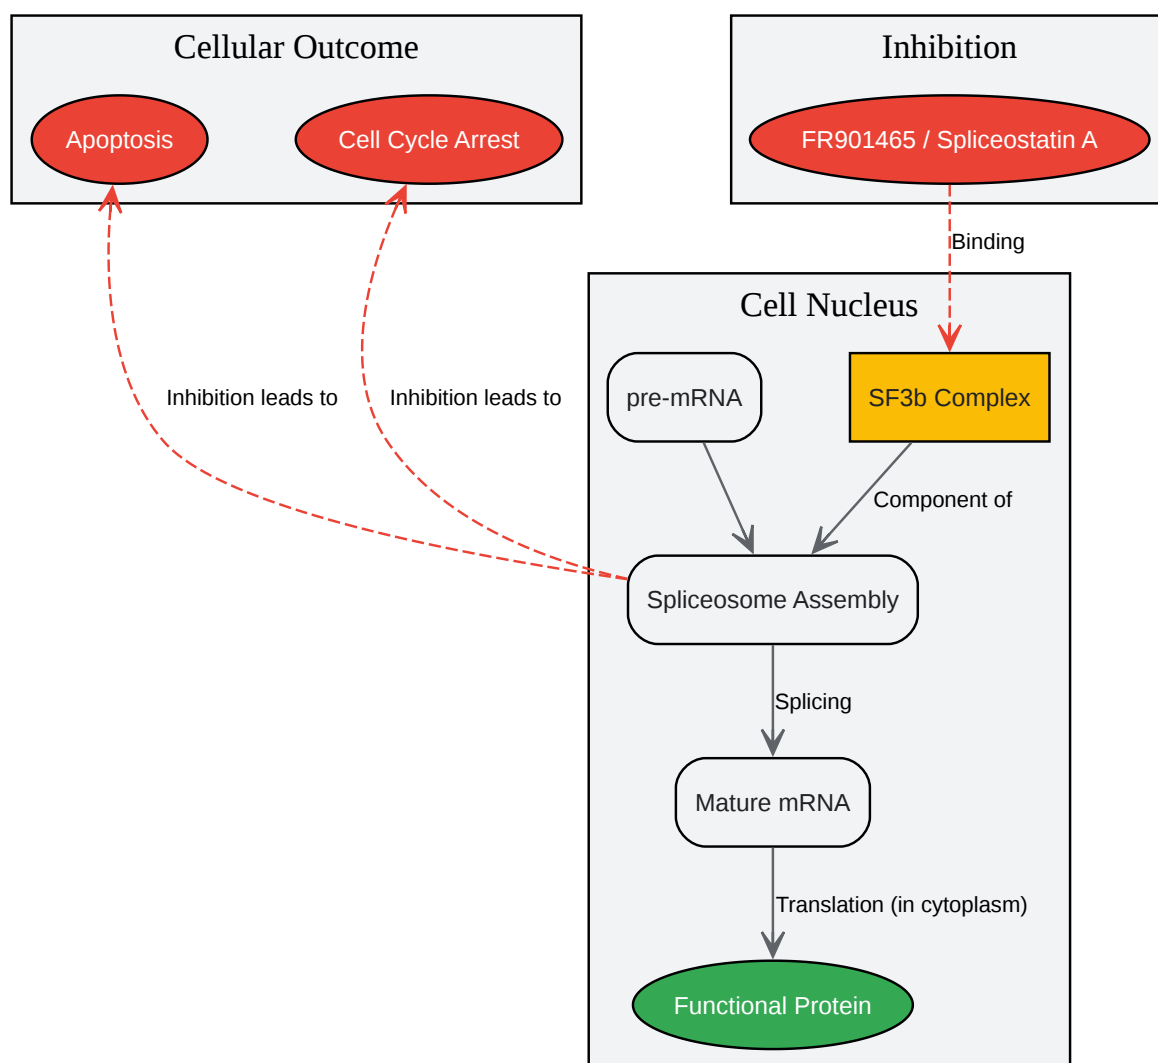 Cellular Outcome
Inhibition
Apoptosis
Cell Cycle Arrest
FR901465 / Spliceostatin A
Binding
Cell Nucleus
Inhibition leads to
Inhibition leads to
pre-mRNA
SF3b Complex
Component of
Spliceosome Assembly
Splicing
Mature mRNA
Translation (in cytoplasm)
Functional Protein